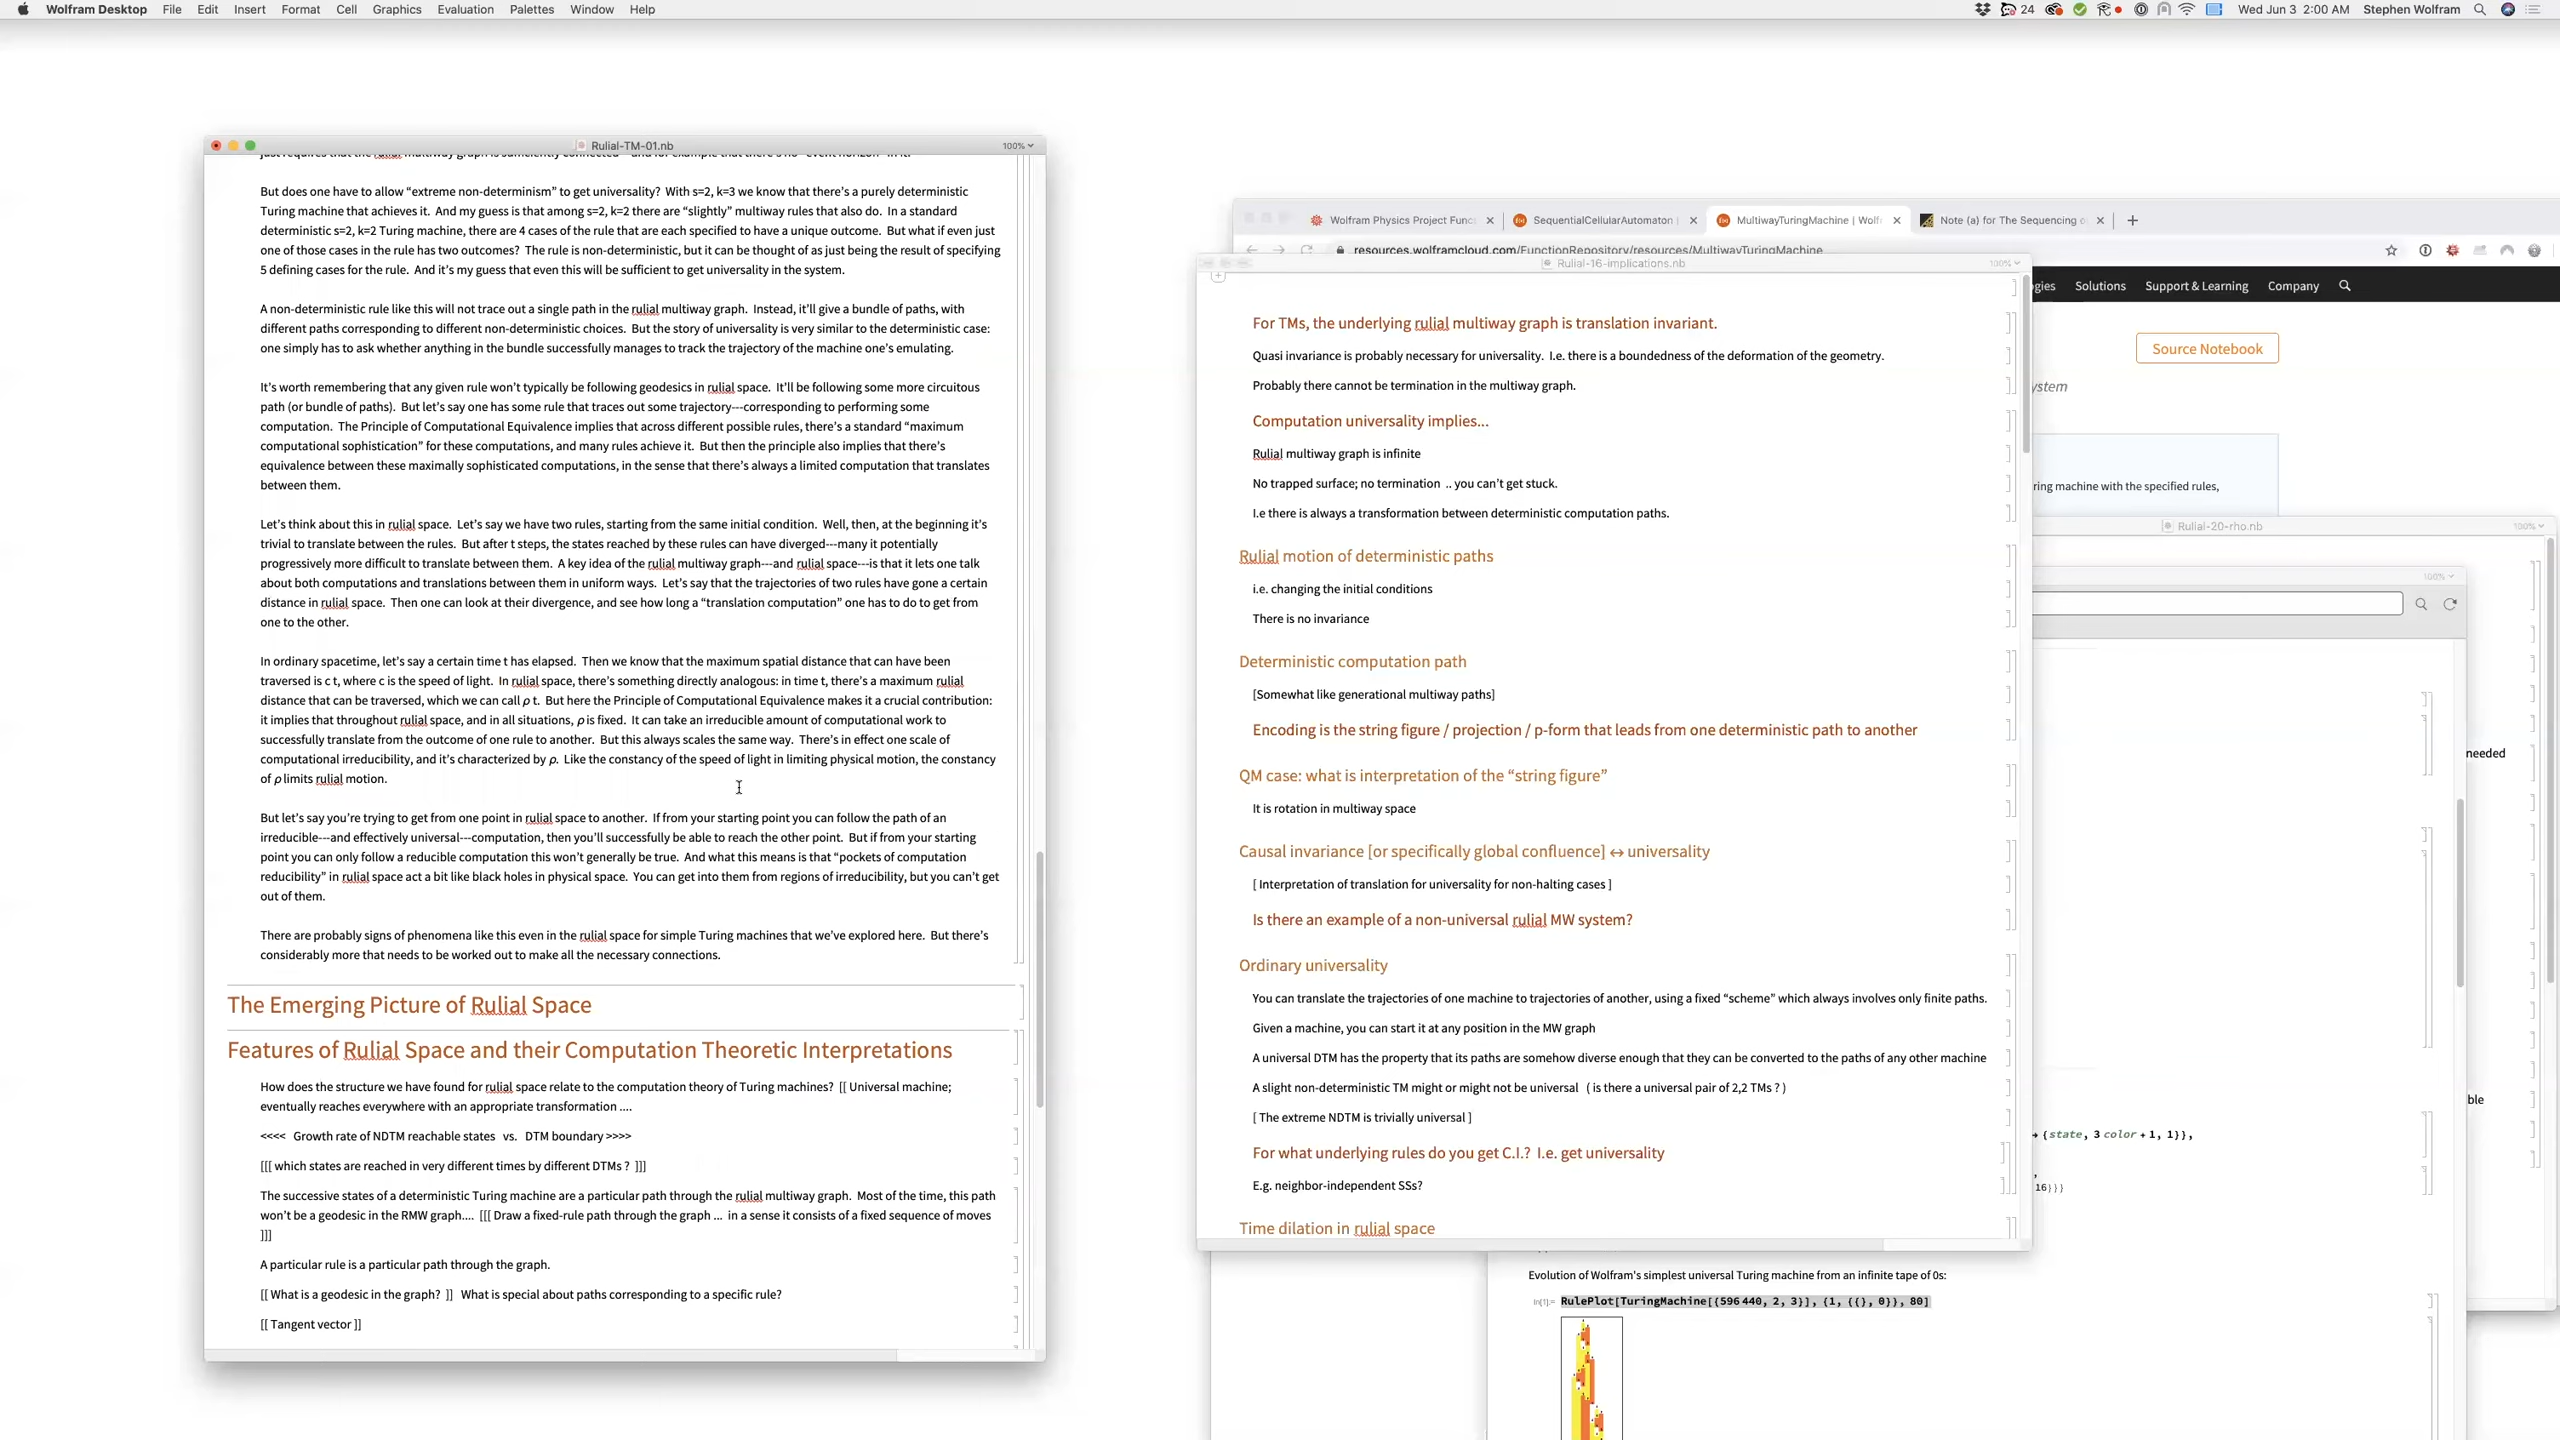 Wolfram Desktop File Edit Insert Format Cell Graphics Evaluation Palettes Window Help
24 Wed Jun 3 2:00 AM Stephen Wolfram
Rulial-TM-01.nb
100%
But does one have to allow “extreme non-determinism” to get universality? With s=2, k=3 we know that there’s a purely deterministic
Turing machine that achieves it. And my guess is that among s=2, k=2 there are “slightly” multiway rules that also do. In a standard
deterministic s=2, k=2 Turing machine, there are 4 cases of the rule that are each specified to have a unique outcome. But what if even just
one of those cases in the rule has two outcomes? The rule is non-deterministic, but it can be thought of as just being the result of specifying
5 defining cases for the rule. And it’s my guess that even this will be sufficient to get universality in the system.
A non-deterministic rule like this will not trace out a single path in the rulial multiway graph. Instead, it’ll give a bundle of paths, with
different paths corresponding to different non-deterministic choices. But the story of universality is very similar to the deterministic case:
one simply has to ask whether anything in the bundle successfully manages to track the trajectory of the machine one’s emulating.
It’s worth remembering that any given rule won’t typically be following geodesics in rulial space. It’ll be following some more circuitous
path (or bundle of paths). But let’s say one has some rule that traces out some trajectory---corresponding to performing some
computation. The Principle of Computational Equivalence implies that across different possible rules, there’s a standard “maximum
computational sophistication” for these computations, and many rules achieve it. But then the principle also implies that there’s
equivalence between these maximally sophisticated computations, in the sense that there’s always a limited computation that translates
between them.
Let’s think about this in rulial space. Let’s say we have two rules, starting from the same initial condition. Well, then, at the beginning it’s
trivial to translate between the rules. But after t steps, the states reached by these rules can have diverged---many it potentially
progressively more difficult to translate between them. A key idea of the rulial multiway graph---and rulial space---is that it lets one talk
about both computations and translations between them in uniform ways. Let’s say that the trajectories of two rules have gone a certain
distance in rulial space. Then one can look at their divergence, and see how long a “translation computation” one has to do to get from
one to the other.
In ordinary spacetime, let’s say a certain time t has elapsed. Then we know that the maximum spatial distance that can have been
traversed is c t, where c is the speed of light. In rulial space, there’s something directly analogous: in time t, there’s a maximum rulial
distance that can be traversed, which we can call ρ t. But here the Principle of Computational Equivalence makes it a crucial contribution:
it implies that throughout rulial space, and in all situations, ρ is fixed. It can take an irreducible amount of computational work to
successfully translate from the outcome of one rule to another. But this always scales the same way. There’s in effect one scale of
computational irreducibility, and it’s characterized by ρ. Like the constancy of the speed of light in limiting physical motion, the constancy
of ρ limits rulial motion.
But let’s say you’re trying to get from one point in rulial space to another. If from your starting point you can follow the path of an
irreducible---and effectively universal---computation, then you’ll successfully be able to reach the other point. But if from your starting
point you can only follow a reducible computation this won’t generally be true. And what this means is that “pockets of computation
reducibility” in rulial space act a bit like black holes in physical space. You can get into them from regions of irreducibility, but you can’t get
out of them.
There are probably signs of phenomena like this even in the rulial space for simple Turing machines that we’ve explored here. But there’s
considerably more that needs to be worked out to make all the necessary connections.
The Emerging Picture of Rulial Space
Features of Rulial Space and their Computation Theoretic Interpretations
How does the structure we have found for rulial space relate to the computation theory of Turing machines? [[ Universal machine;
eventually reaches everywhere with an appropriate transformation ....
<<<< Growth rate of NDTM reachable states vs. DTM boundary >>>>
[[[ which states are reached in very different times by different DTMs ? ]]]
The successive states of a deterministic Turing machine are a particular path through the rulial multiway graph. Most of the time, this path
won’t be a geodesic in the RMW graph.... [[[ Draw a fixed-rule path through the graph ... in a sense it consists of a fixed sequence of moves
]]]
A particular rule is a particular path through the graph.
[[ What is a geodesic in the graph? ]] What is special about paths corresponding to a specific rule?
[[ Tangent vector ]]
Wolfram Physics Project Func SequentialCellularAutomaton MultiwayTuringMachine | Wolf Note (a) for The Sequencing o
resources.wolframcloud.com/FunctionRepository/resources/MultiwayTuringMachine
Rulial-16-implications.nb
100%
For TMs, the underlying rulial multiway graph is translation invariant.
Quasi invariance is probably necessary for universality. I.e. there is a boundedness of the deformation of the geometry.
Probably there cannot be termination in the multiway graph.
Computation universality implies...
Rulial multiway graph is infinite
No trapped surface; no termination .. you can’t get stuck.
I.e there is always a transformation between deterministic computation paths.
Rulial motion of deterministic paths
i.e. changing the initial conditions
There is no invariance
Deterministic computation path
[Somewhat like generational multiway paths]
Encoding is the string figure / projection / p-form that leads from one deterministic path to another
QM case: what is interpretation of the “string figure”
It is rotation in multiway space
Causal invariance [or specifically global confluence] ↔ universality
[ Interpretation of translation for universality for non-halting cases ]
Is there an example of a non-universal rulial MW system?
Ordinary universality
You can translate the trajectories of one machine to trajectories of another, using a fixed “scheme” which always involves only finite paths.
Given a machine, you can start it at any position in the MW graph
A universal DTM has the property that its paths are somehow diverse enough that they can be converted to the paths of any other machine
A slight non-deterministic TM might or might not be universal ( is there a universal pair of 2,2 TMs ? )
[ The extreme NDTM is trivially universal ]
For what underlying rules do you get C.I.? I.e. get universality
E.g. neighbor-independent SSs?
Time dilation in rulial space
gies Solutions Support & Learning Company
Source Notebook
ystem
ring machine with the specified rules,
Rulial-20-rho.nb
100%
100%
needed
ble
→ {state, 3 color + 1, 1}},
,
16}}}
Evolution of Wolfram's simplest universal Turing machine from an infinite tape of 0s:
In[1]:= RulePlot[TuringMachine[{596 440, 2, 3}], {1, {{}, 0}}, 80]